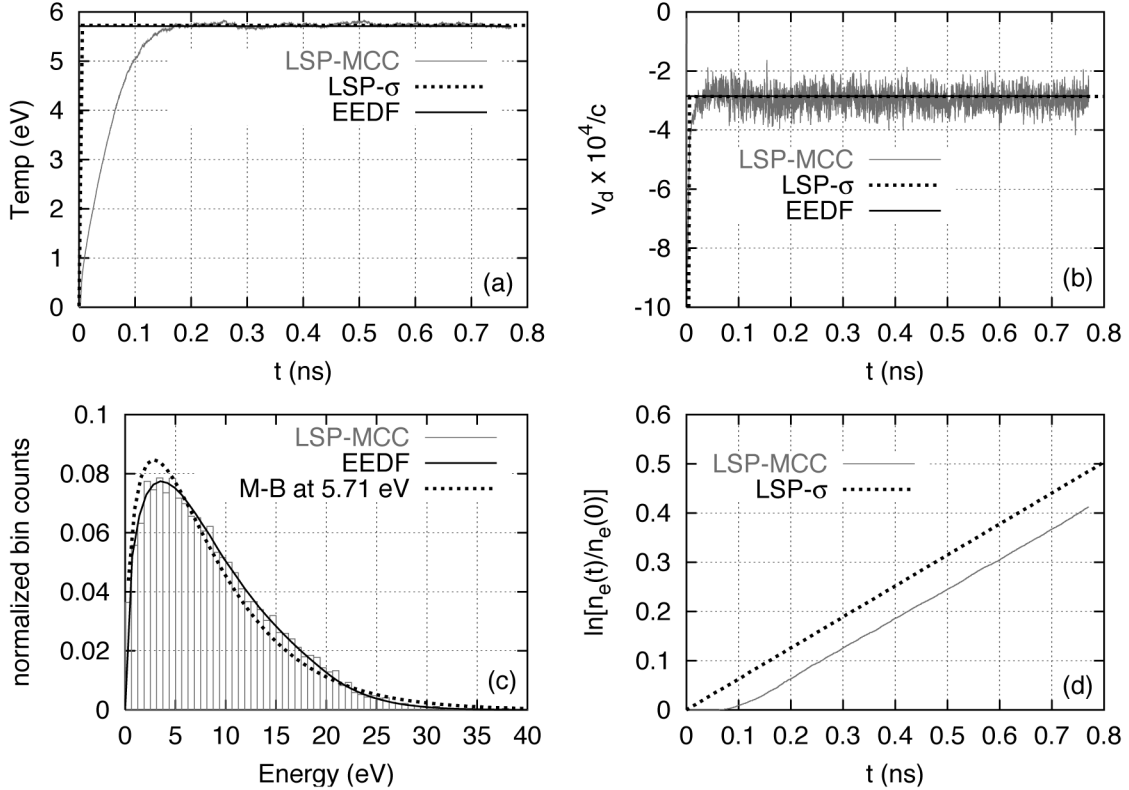 6
5
4
3
2
1
0
Temp (eV)
LSP-MCC
LSP-σ
EEDF
(a)
0 0.1 0.2 0.3 0.4 0.5 0.6 0.7 0.8
t (ns)
-0
-2
-4
-6
-8
-10
v_d x 10^4/c
LSP-MCC
LSP-σ
EEDF
(b)
0 0.1 0.2 0.3 0.4 0.5 0.6 0.7 0.8
t (ns)
0.1
0.08
0.06
0.04
0.02
0
normalized bin counts
LSP-MCC
EEDF
M-B at 5.71 eV
(c)
0 5 10 15 20 25 30 35 40
Energy (eV)
0.6
0.5
0.4
0.3
0.2
0.1
0
ln[n_e(t)/n_e(0)]
LSP-MCC
LSP-σ
(d)
0 0.1 0.2 0.3 0.4 0.5 0.6 0.7 0.8
t (ns)